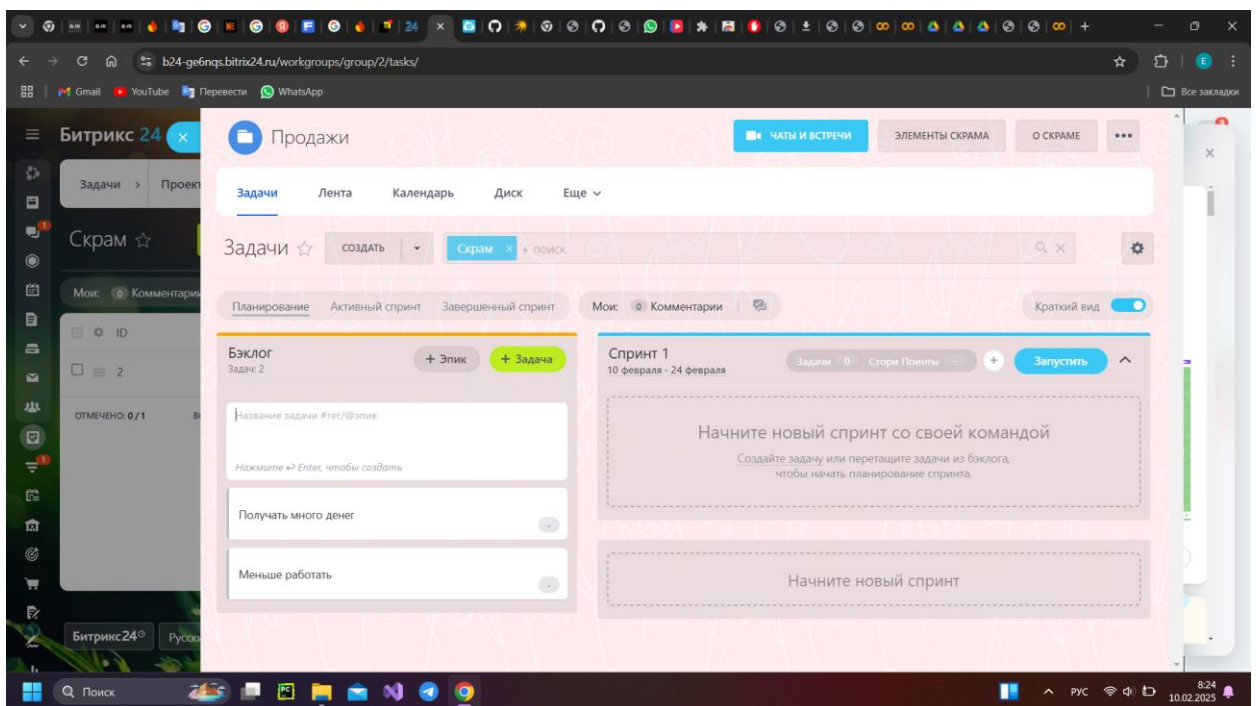 b24-ge6nqs.bitrix24.ru/workgroups/group/2/tasks/
Gmail YouTube Перевести WhatsApp Все закладки
Битрикс 24
Продажи
ЧАТЫ И ВСТРЕЧИ ЭЛЕМЕНТЫ СКРАМА О СКРАМЕ
Задачи > Проект
Задачи Лента Календарь Диск Еще
Скрам
Задачи СОЗДАТЬ Скрам × + поиск
Мои: 0 Комментарии
Планирование Активный спринт Завершенный спринт Мои: 0 Комментарии Краткий вид
ID
Бэклог + Эпик + Задача
Задач: 2
Спринт 1 Задачи 0 Стори Поинты - + Запустить
10 февраля - 24 февраля
2
ОТМЕЧЕНО: 0 / 1
Название задачи #тег/@эпик
Нажмите ↵ Enter, чтобы создать
Начните новый спринт со своей командой
Создайте задачу или перетащите задачи из бэклога,
чтобы начать планирование спринта.
Получать много денег -
Меньше работать -
Начните новый спринт
Битрикс24
Поиск
РУС 8:24
10.02.2025